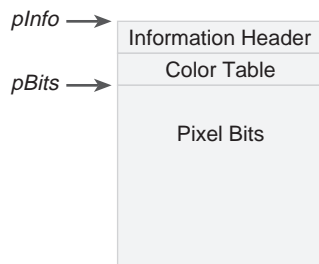 pInfo
Information Header
Color Table
pBits
Pixel Bits